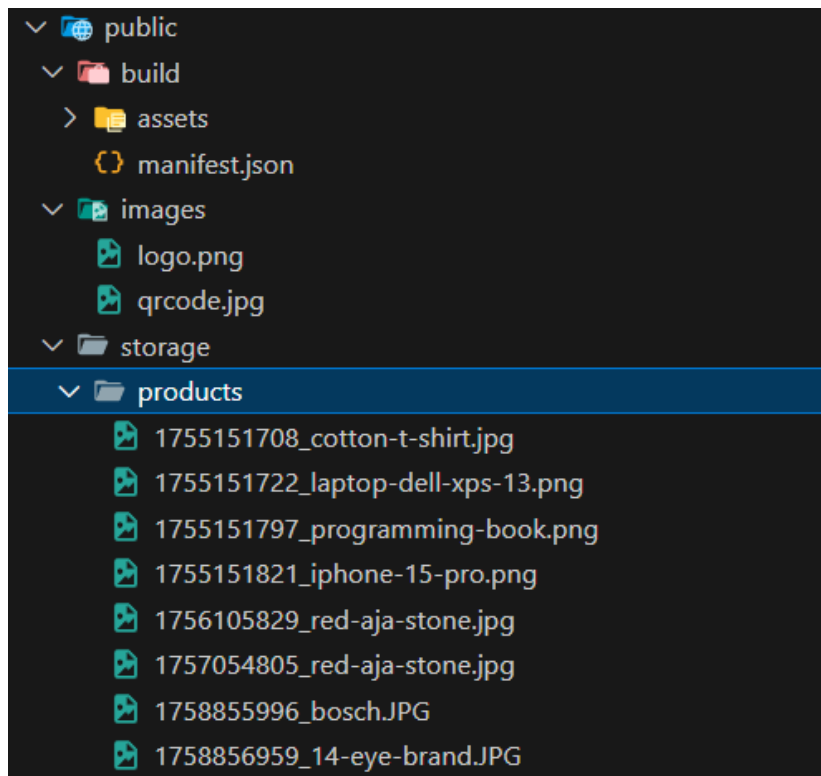 public
build
assets
manifest.json
images
logo.png
qrcode.jpg
storage
products
1755151708_cotton-t-shirt.jpg
1755151722_laptop-dell-xps-13.png
1755151797_programming-book.png
1755151821_iphone-15-pro.png
1756105829_red-aja-stone.jpg
1757054805_red-aja-stone.jpg
1758855996_bosch.JPG
1758856959_14-eye-brand.JPG